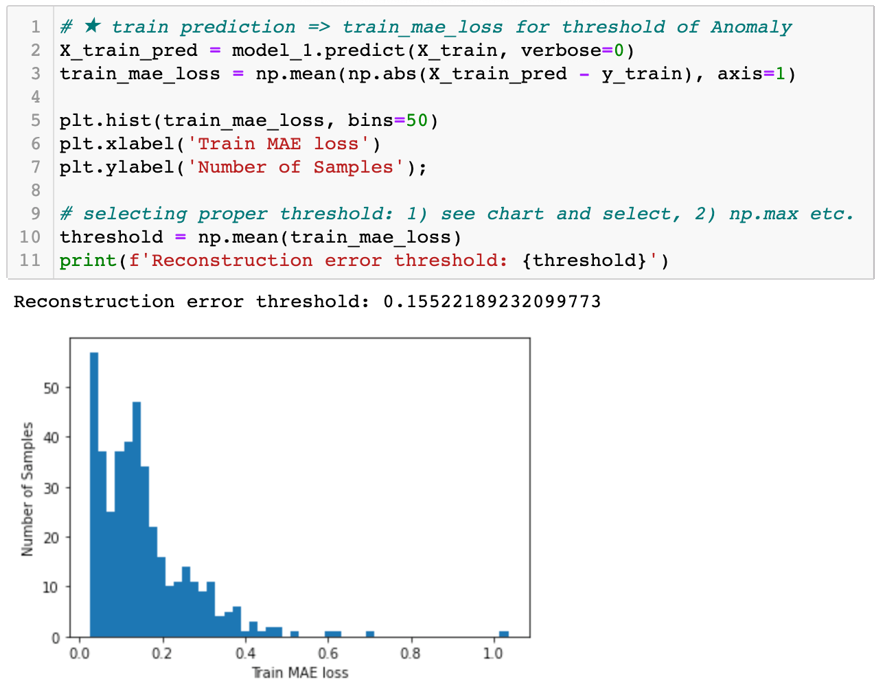 1 # ★ train prediction => train_mae_loss for threshold of Anomaly
2 X_train_pred = model_1.predict(X_train, verbose=0)
3 train_mae_loss = np.mean(np.abs(X_train_pred - y_train), axis=1)
4
5 plt.hist(train_mae_loss, bins=50)
6 plt.xlabel('Train MAE loss')
7 plt.ylabel('Number of Samples');
8
9 # selecting proper threshold: 1) see chart and select, 2) np.max etc.
10 threshold = np.mean(train_mae_loss)
11 print(f'Reconstruction error threshold: {threshold}')
Reconstruction error threshold: 0.15522189232099773
Number of Samples
50
40
30
20
10
0
0.0 0.2 0.4 0.6 0.8 1.0
Train MAE loss